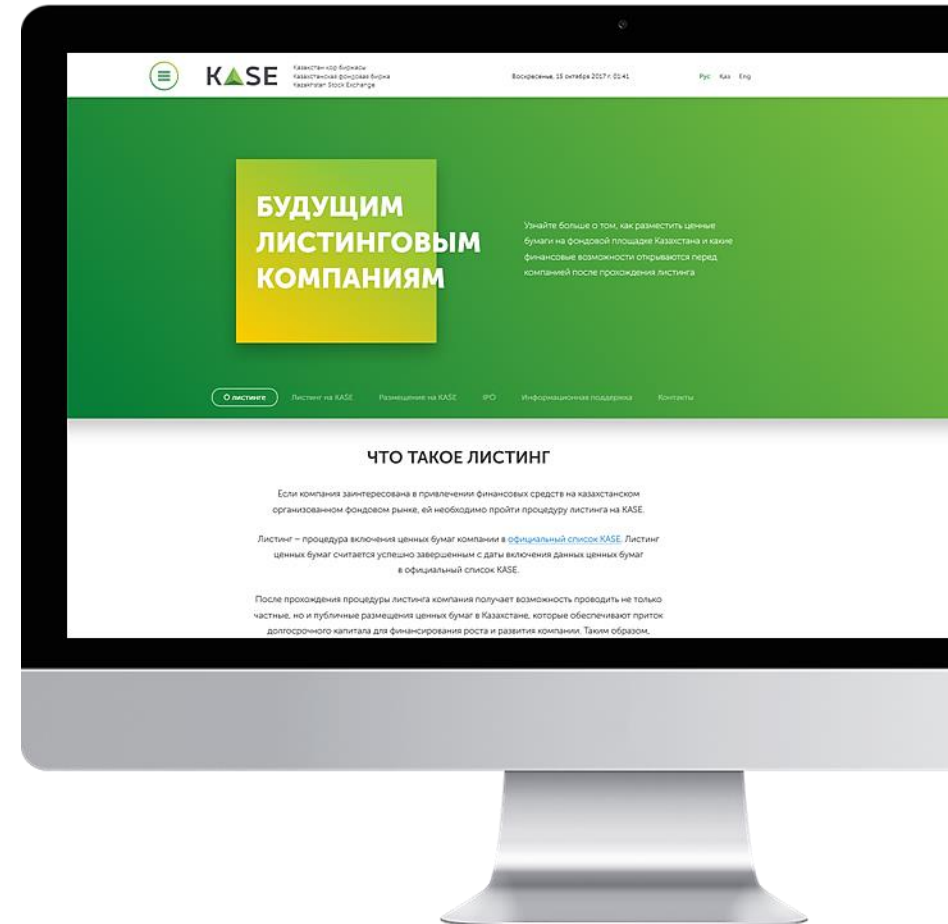 KASE
Қазақстан қор биржасы
Казахстанская фондовая биржа
Kazakhstan Stock Exchange
Воскресенье, 15 октября 2017 г. 01:41
Рус Қаз Eng
БУДУЩИМ
ЛИСТИНГОВЫМ
КОМПАНИЯМ
Узнайте больше о том, как разместить ценные
бумаги на фондовой площадке Казахстана и какие
финансовые возможности открываются перед
компанией после прохождения листинга
О листинге Листинг на KASE Размещение на KASE IPO Информационная поддержка Контакты
ЧТО ТАКОЕ ЛИСТИНГ
Если компания заинтересована в привлечении финансовых средств на казахстанском
организованном фондовом рынке, ей необходимо пройти процедуру листинга на KASE.
Листинг – процедура включения ценных бумаг компании в официальный список KASE. Листинг
ценных бумаг считается успешно завершенным с даты включения данных ценных бумаг
в официальный список KASE.
После прохождения процедуры листинга компания получает возможность проводить не только
частные, но и публичные размещения ценных бумаг в Казахстане, которые обеспечивают приток
долгосрочного капитала для финансирования роста и развития компании. Таким образом,